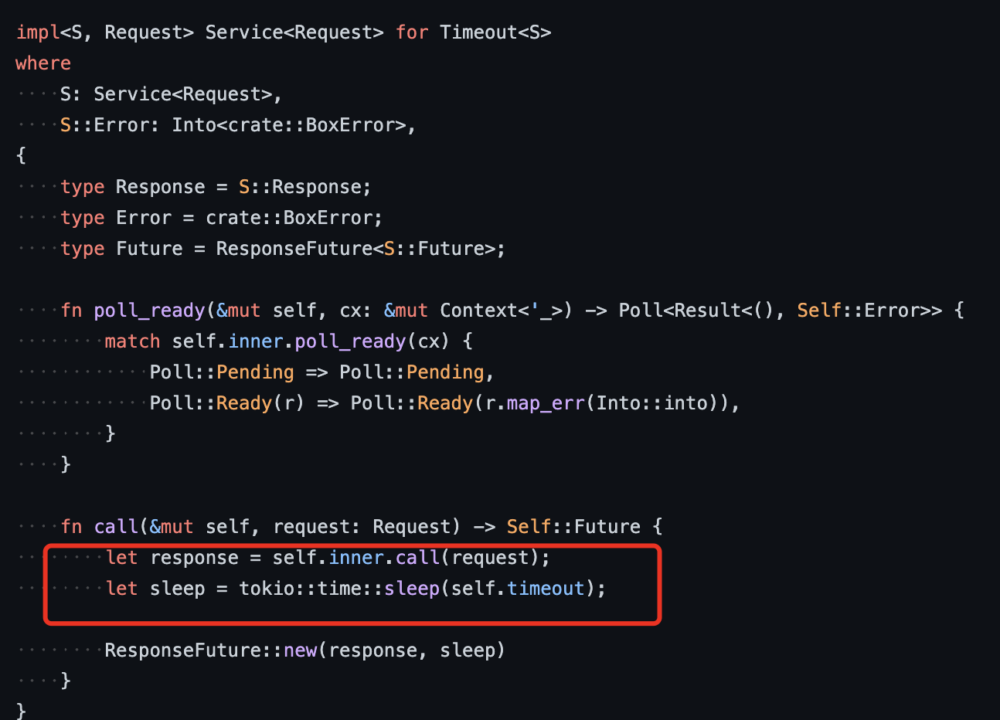 impl<S, Request> Service<Request> for Timeout<S>
where
····S: Service<Request>,
····S::Error: Into<crate::BoxError>,
{
····type Response = S::Response;
····type Error = crate::BoxError;
····type Future = ResponseFuture<S::Future>;

····fn poll_ready(&mut self, cx: &mut Context<'_>) -> Poll<Result<(), Self::Error>> {
········match self.inner.poll_ready(cx) {
············Poll::Pending => Poll::Pending,
············Poll::Ready(r) => Poll::Ready(r.map_err(Into::into)),
········}
····}

····fn call(&mut self, request: Request) -> Self::Future {
········let response = self.inner.call(request);
········let sleep = tokio::time::sleep(self.timeout);

········ResponseFuture::new(response, sleep)
····}
}